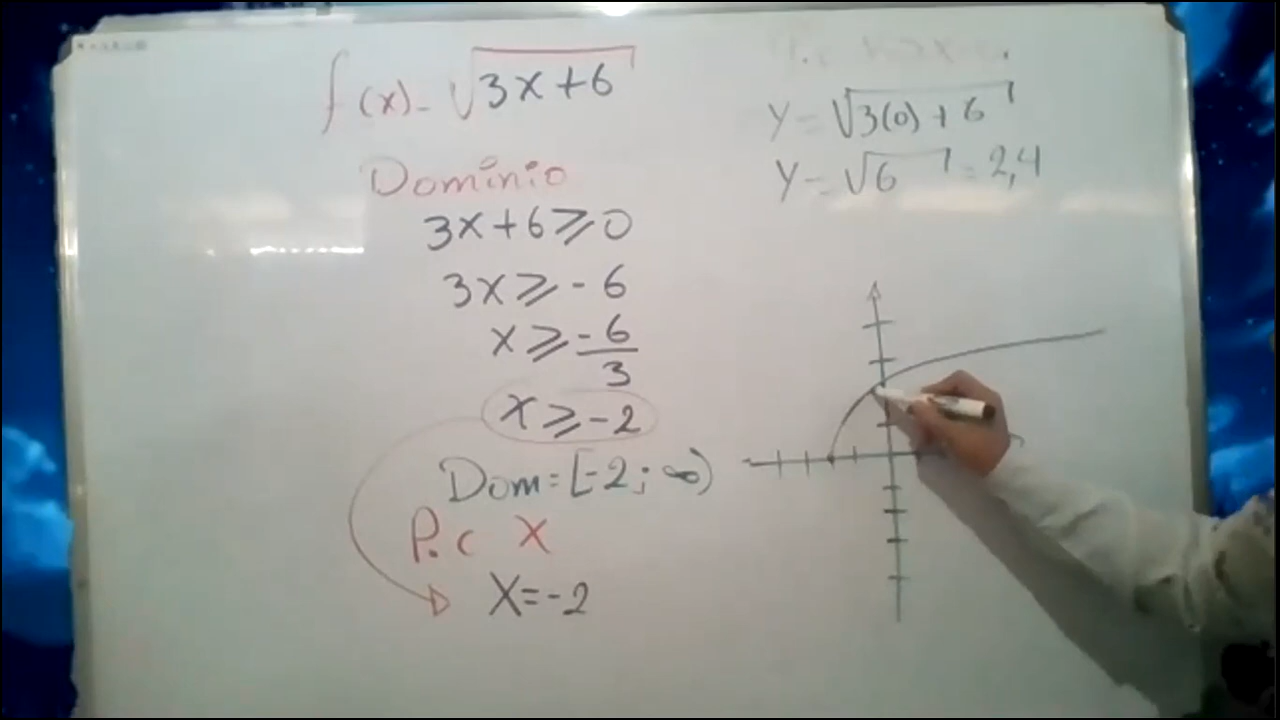 f(x)=√3x+6
Dominio
3x+6⩾0
3x⩾-6
x⩾-6/3
x⩾-2
Dom=[-2;∞)
P.c X
X=-2
y=√3(0)+6
y=√6=2,4